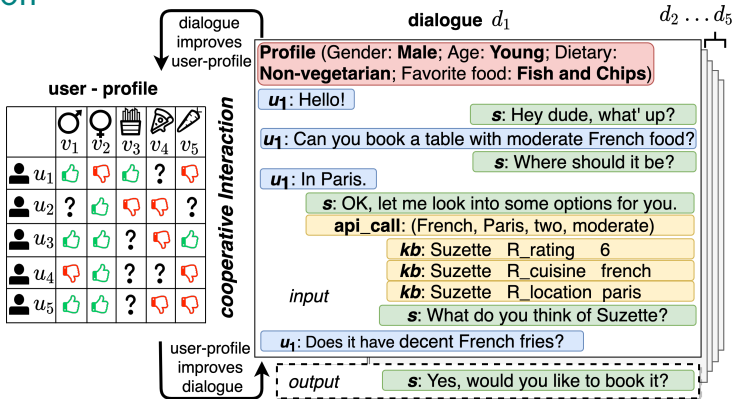 on
dialogue
improves
user-profile
dialogue d1
d2 ... d5
user - profile
v1 v2 v3 v4 v5
u1 ?
u2 ? ?
u3 ?
u4 ? ?
u5 ?
cooperative Interaction
Profile (Gender: Male; Age: Young; Dietary:
Non-vegetarian; Favorite food: Fish and Chips)
u1: Hello!
s: Hey dude, what' up?
u1: Can you book a table with moderate French food?
s: Where should it be?
u1: In Paris.
s: OK, let me look into some options for you.
api_call: (French, Paris, two, moderate)
kb: Suzette R_rating 6
kb: Suzette R_cuisine french
kb: Suzette R_location paris
input
s: What do you think of Suzette?
u1: Does it have decent French fries?
user-profile
improves
dialogue
output
s: Yes, would you like to book it?